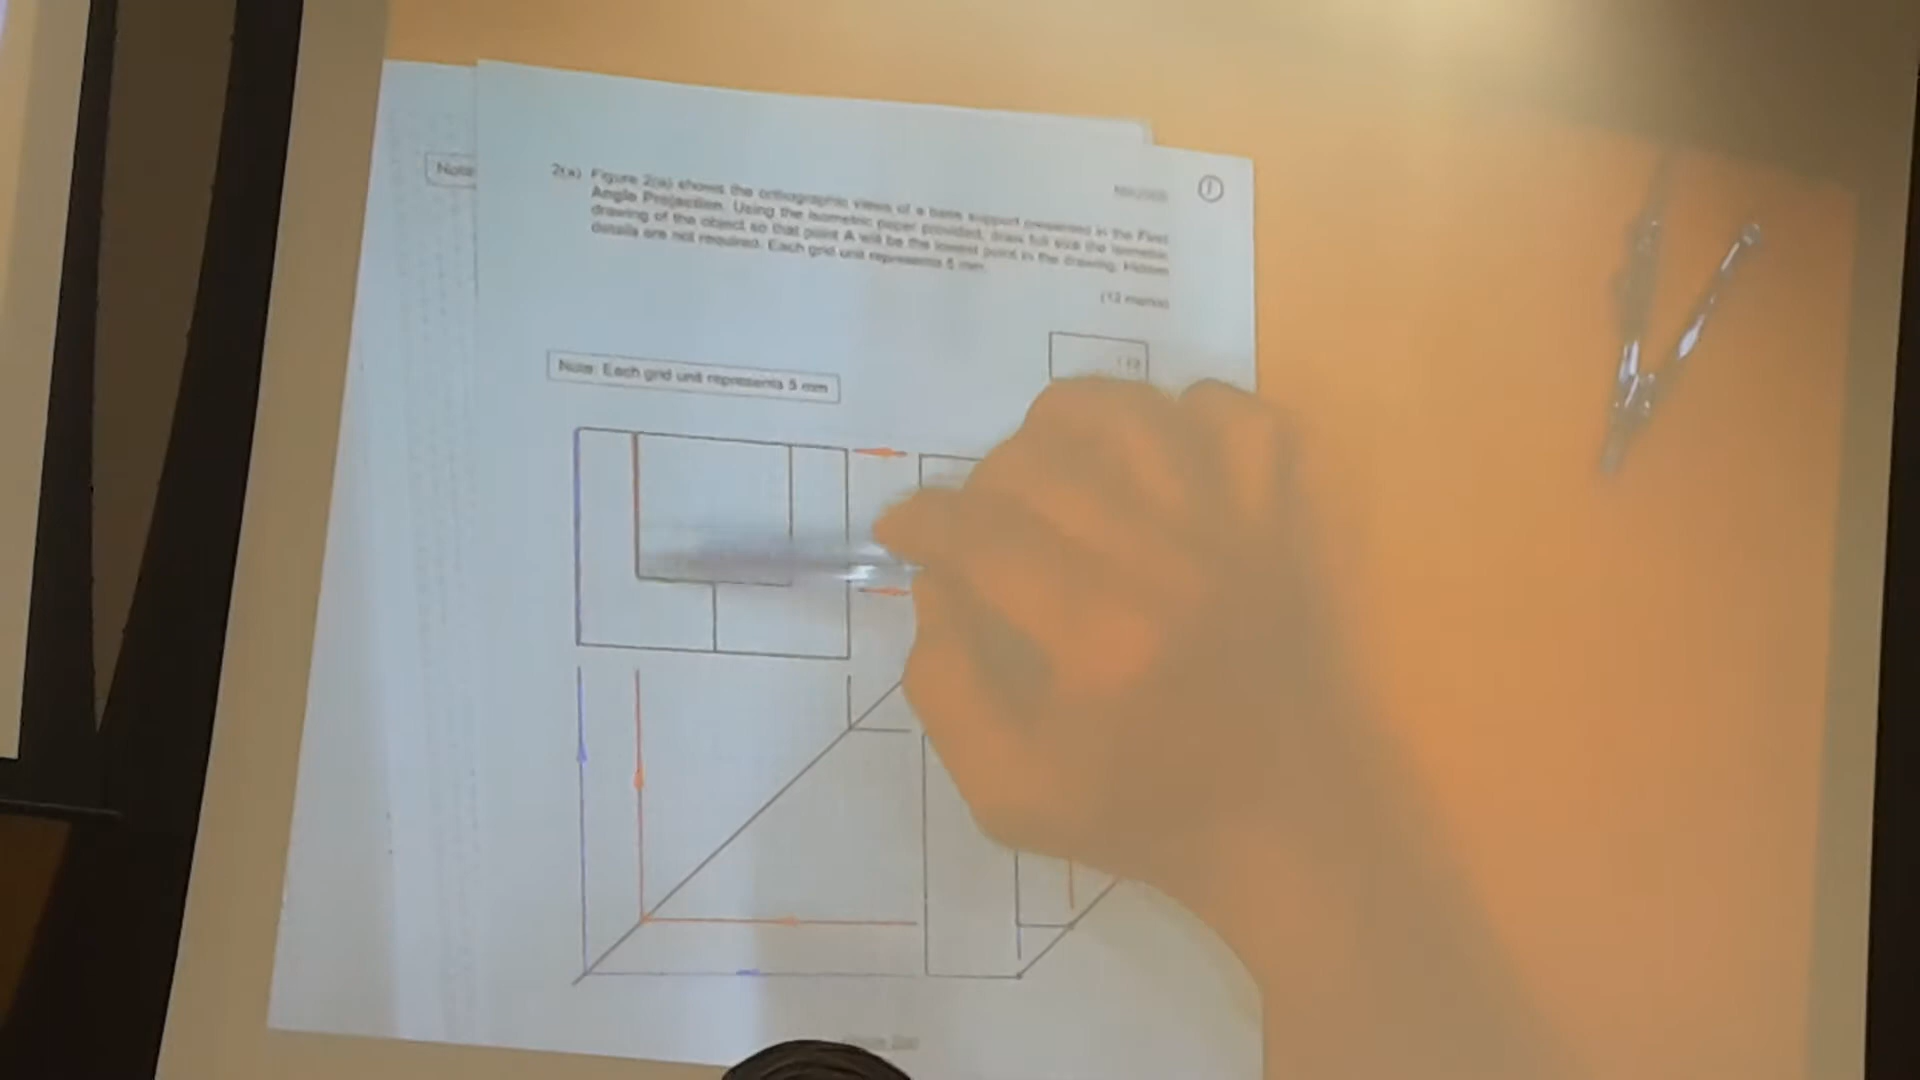 Note
2(a) Figure 2(a) shows the orthographic views of a base support presented in the First
Angle Projection. Using the isometric paper provided, draw full size the isometric
drawing of the object so that point A will be the lowest point in the drawing. Hidden
details are not required. Each grid unit represents 5 mm.
(12 marks)
Note: Each grid unit represents 5 mm